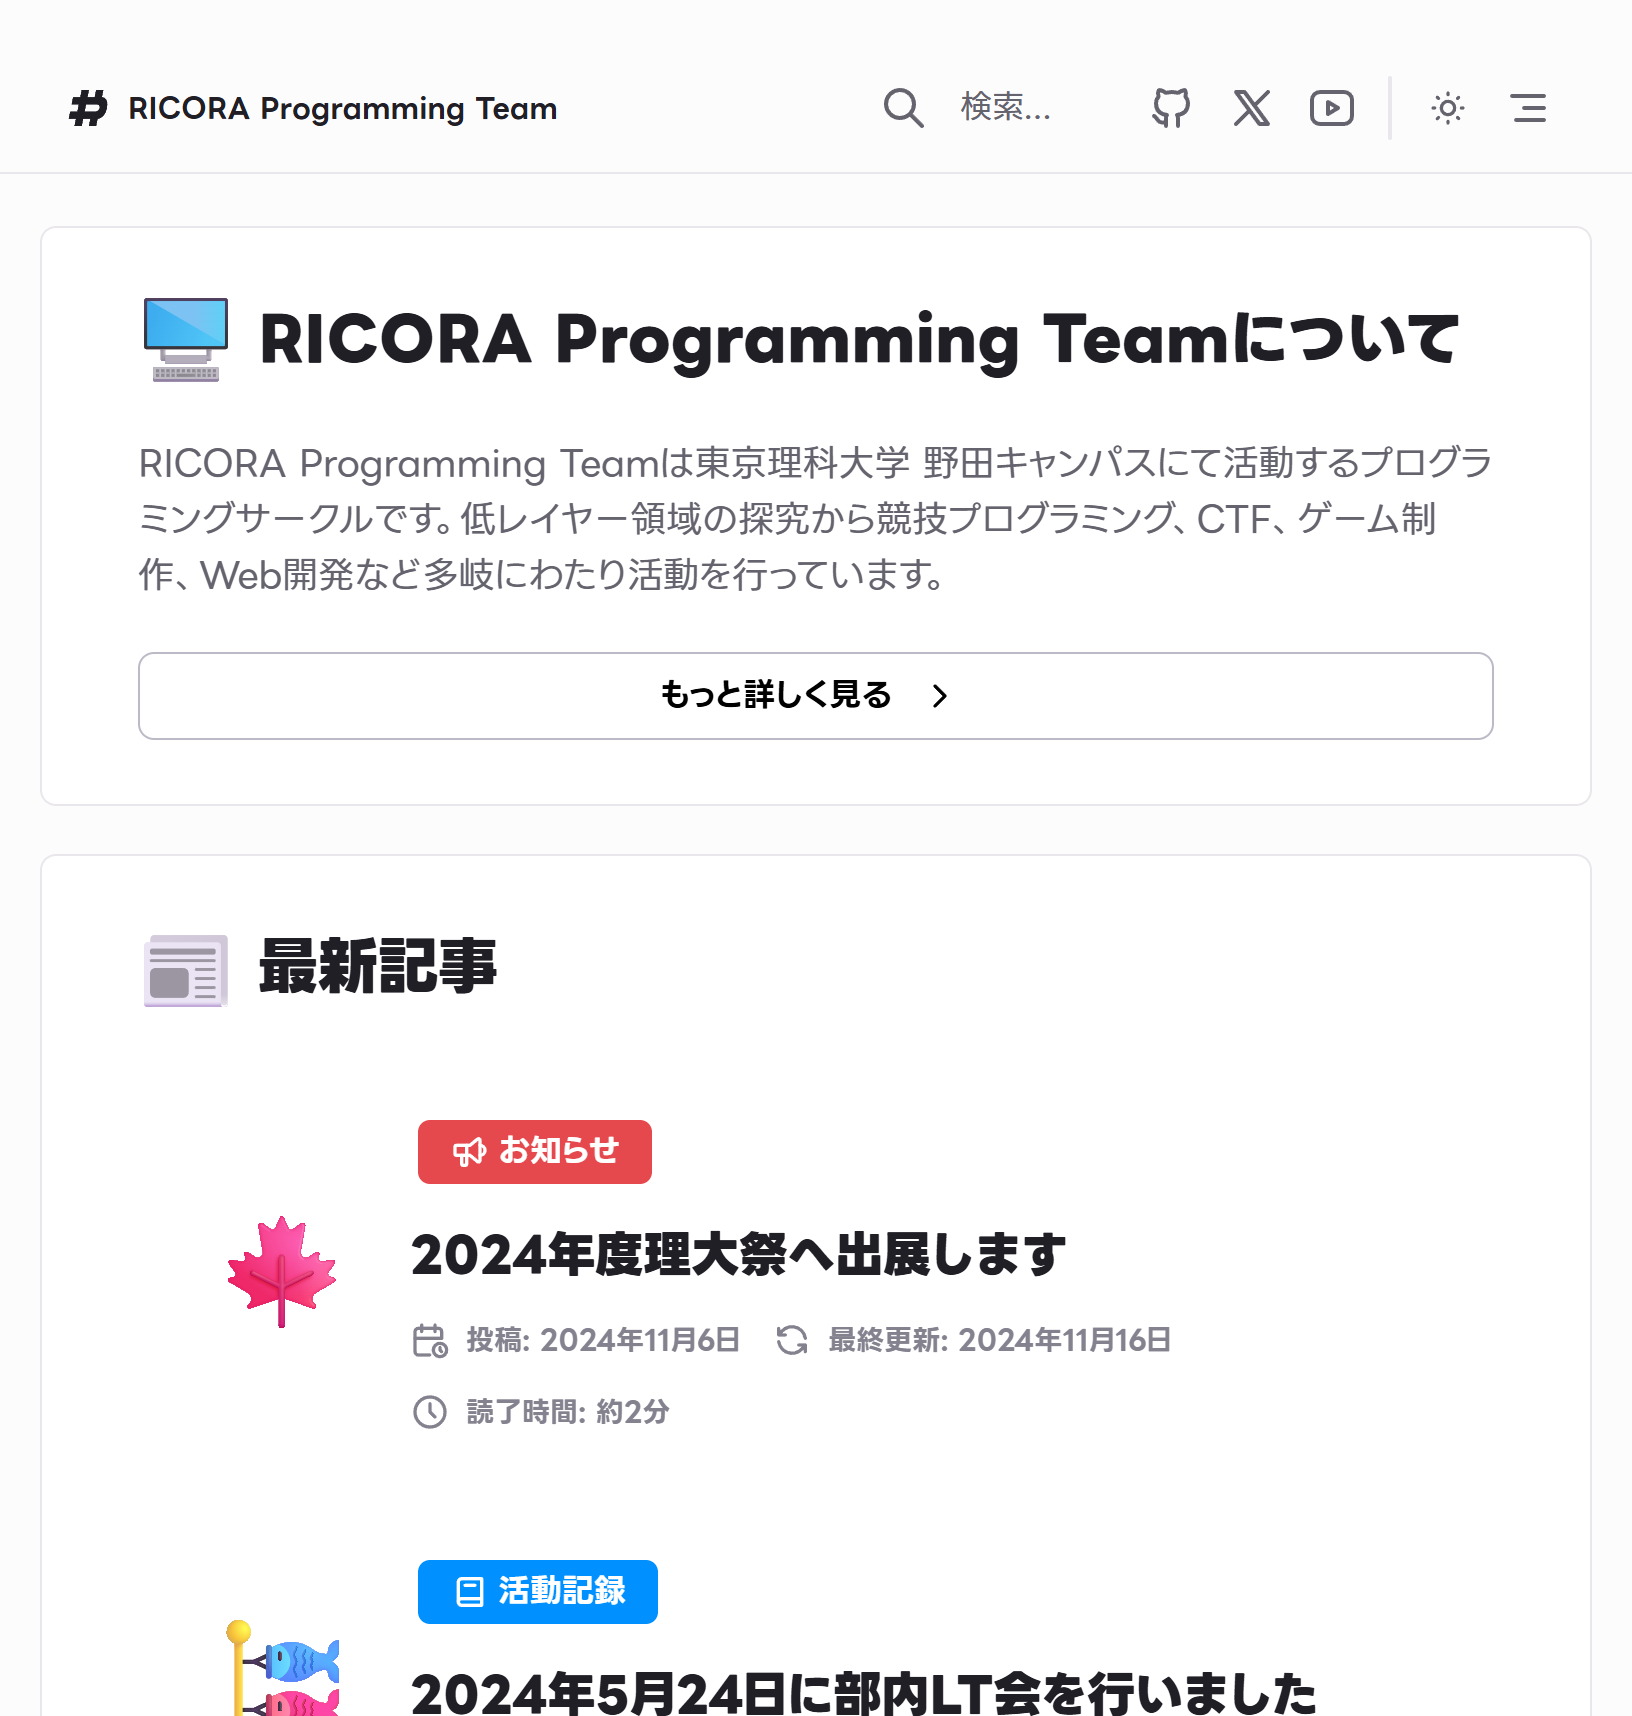 RICORA Programming Team
検索...
RICORA Programming Teamについて
RICORA Programming Teamは東京理科大学 野田キャンパスにて活動するプログラ
ミングサークルです。低レイヤー領域の探究から競技プログラミング、CTF、ゲーム制
作、Web開発など多岐にわたり活動を行っています。
もっと詳しく見る
最新記事
お知らせ
2024年度理大祭へ出展します
投稿: 2024年11月6日 最終更新: 2024年11月16日
読了時間: 約2分
活動記録
2024年5月24日に部内LT会を行いました